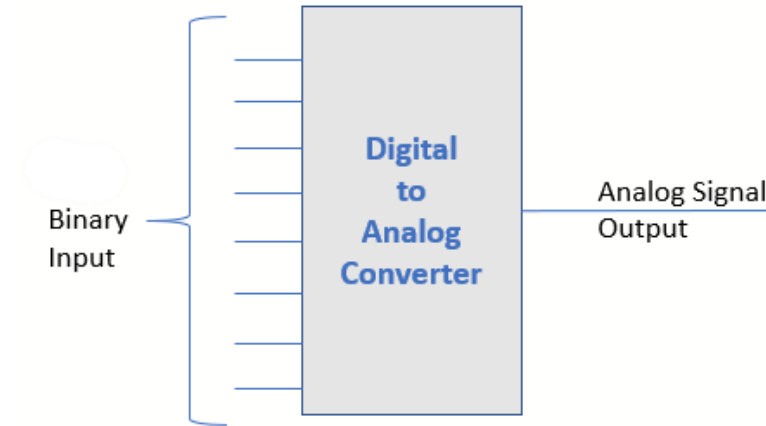 Binary
Input
Digital
to
Analog
Converter
Analog Signal
Output